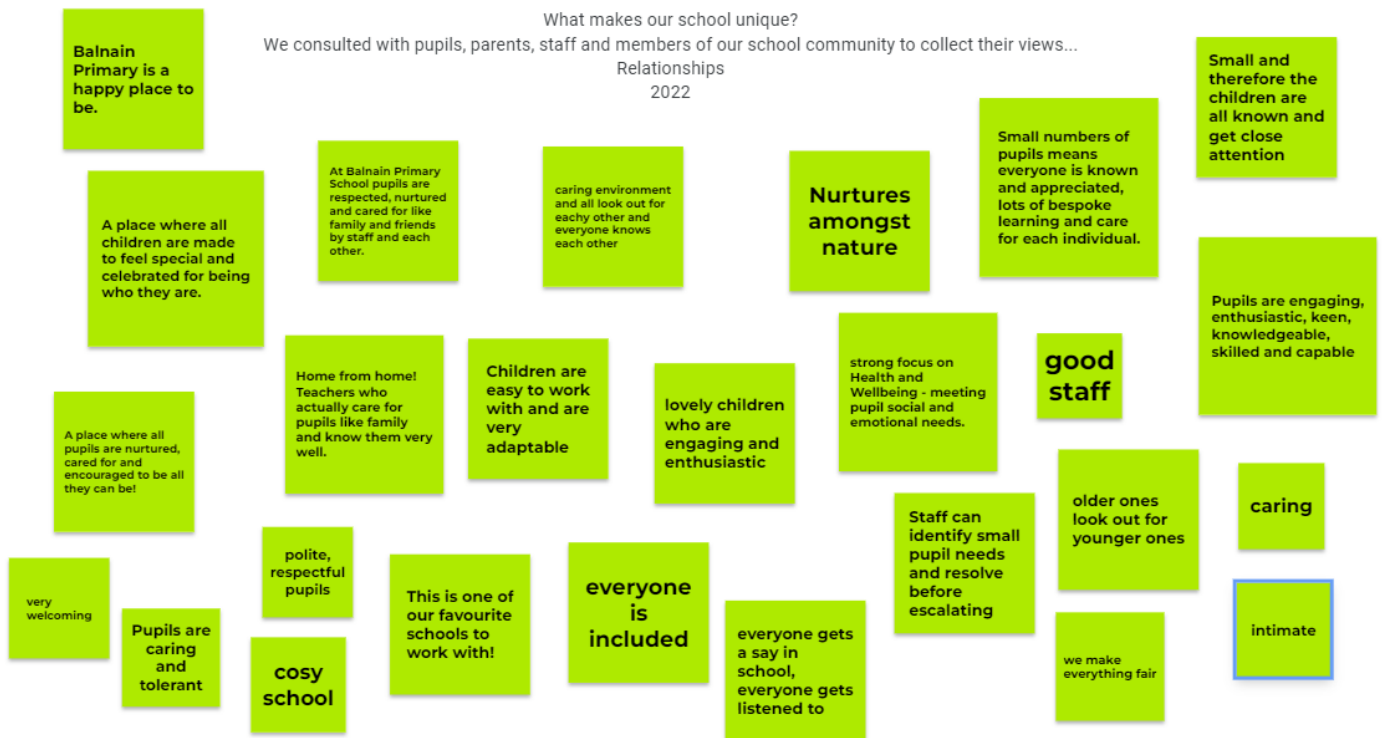 What makes our school unique?
We consulted with pupils, parents, staff and members of our school community to collect their views...
Relationships
2022
Balnain
Primary is a
happy place to
be.
Small and
therefore the
children are
all known and
get close
attention
A place where all
children are made
to feel special and
celebrated for being
who they are.
At Balnain Primary
School pupils are
respected, nurtured
and cared for like
family and friends
by staff and each
other.
caring environment
and all look out for
eachy other and
everyone knows
each other
Nurtures
amongst
nature
Small numbers of
pupils means
everyone is known
and appreciated,
lots of bespoke
learning and care
for each individual.
Pupils are engaging,
enthusiastic, keen,
knowledgeable,
skilled and capable
A place where all
pupils are nurtured,
cared for and
encouraged to be all
they can be!
Home from home!
Teachers who
actually care for
pupils like family
and know them very
well.
Children are
easy to work
with and are
very
adaptable
lovely children
who are
engaging and
enthusiastic
strong focus on
Health and
Wellbeing - meeting
pupil social and
emotional needs.
good
staff
older ones
look out for
younger ones
caring
very
welcoming
Pupils are
caring
and
tolerant
polite,
respectful
pupils
cosy
school
This is one of
our favourite
schools to
work with!
everyone
is
included
everyone gets
a say in
school,
everyone gets
listened to
Staff can
identify small
pupil needs
and resolve
before
escalating
we make
everything fair
intimate